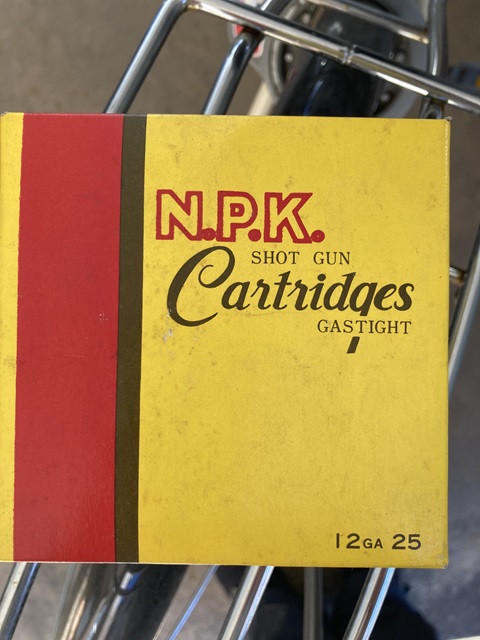 N.P.K.
SHOT GUN
Cartridges
GASTIGHT
12GA 25